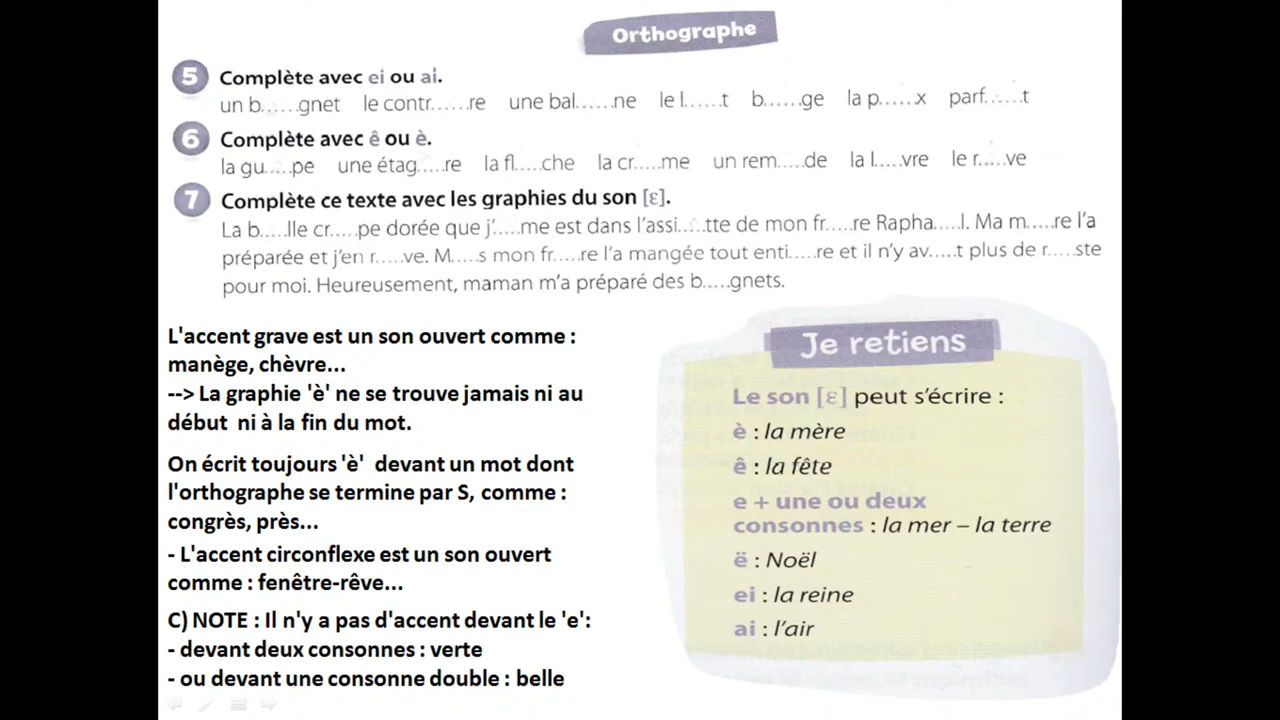 Orthographe
5 Complète avec ei ou ai.
un b......gnet le contr......re une bal......ne le l......t b......ge la p......x parf......t
6 Complète avec ê ou è.
la gu.....pe une étag.....re la fl.....che la cr.....me un rem.....de la l.....vre le r.....ve
7 Complète ce texte avec les graphies du son [ɛ].
La b.....lle cr.....pe dorée que j'.....me est dans l'assi.....tte de mon fr.....re Rapha.....l. Ma m.....re l'a
préparée et j'en r.....ve. M.....s mon fr.....re l'a mangée tout enti.....re et il n'y av.....t plus de r.....ste
pour moi. Heureusement, maman m'a préparé des b.....gnets.
L'accent grave est un son ouvert comme :
manège, chèvre...
--> La graphie 'è' ne se trouve jamais ni au
début ni à la fin du mot.
On écrit toujours 'è' devant un mot dont
l'orthographe se termine par S, comme :
congrès, près...
- L'accent circonflexe est un son ouvert
comme : fenêtre-rêve...
C) NOTE : Il n'y a pas d'accent devant le 'e':
- devant deux consonnes : verte
- ou devant une consonne double : belle
Je retiens
Le son [ɛ] peut s'écrire :
è : la mère
ê : la fête
e + une ou deux
consonnes : la mer – la terre
ë : Noël
ei : la reine
ai : l'air